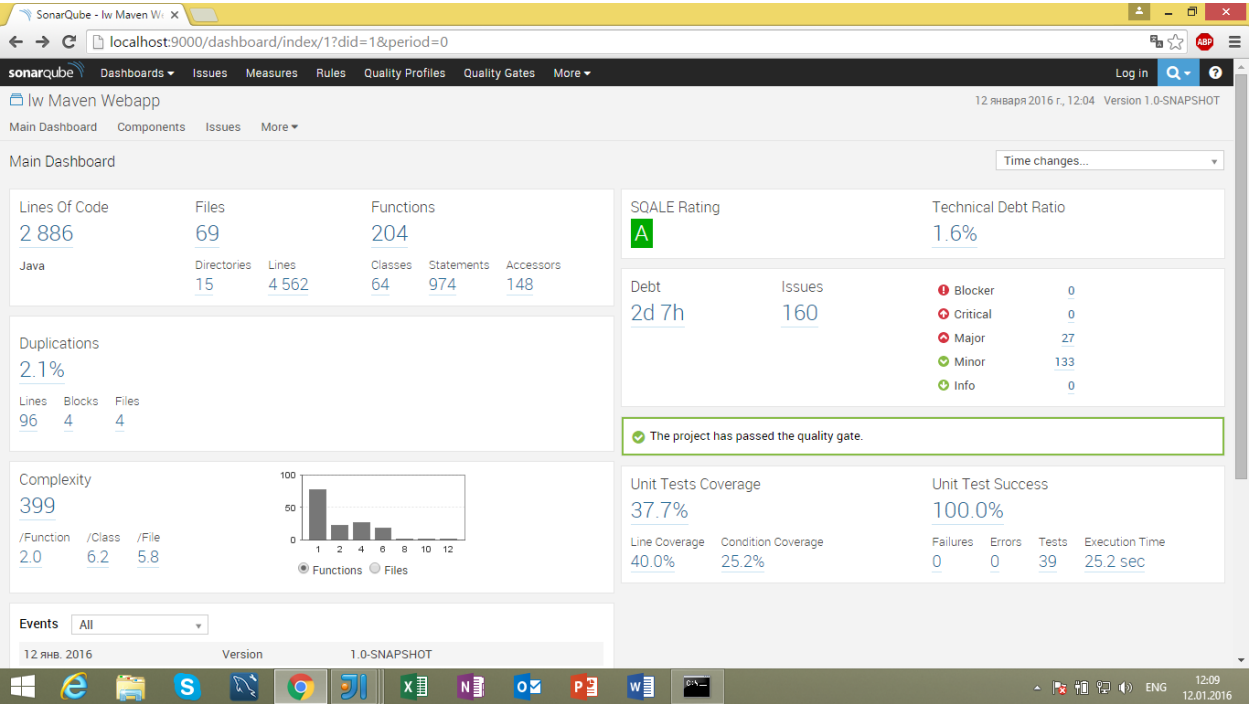 SonarQube - lw Maven We
localhost:9000/dashboard/index/1?did=1&period=0
ABP
sonarqube Dashboards Issues Measures Rules Quality Profiles Quality Gates More Log in
lw Maven Webapp
12 января 2016 г., 12:04 Version 1.0-SNAPSHOT
Main Dashboard Components Issues More
Main Dashboard
Time changes...
Lines Of Code Files Functions
2 886 69 204
Java
Directories Lines Classes Statements Accessors
15 4 562 64 974 148
Duplications
2.1%
Lines Blocks Files
96 4 4
Complexity
399
/Function /Class /File
2.0 6.2 5.8
100
50
0
1 2 4 6 8 10 12
Functions Files
Events All
12 янв. 2016 Version 1.0-SNAPSHOT
SQALE Rating Technical Debt Ratio
A 1.6%
Debt Issues
2d 7h 160
Blocker 0
Critical 0
Major 27
Minor 133
Info 0
The project has passed the quality gate.
Unit Tests Coverage Unit Test Success
37.7% 100.0%
Line Coverage Condition Coverage Failures Errors Tests Execution Time
40.0% 25.2% 0 0 39 25.2 sec
ENG
12:09
12.01.2016